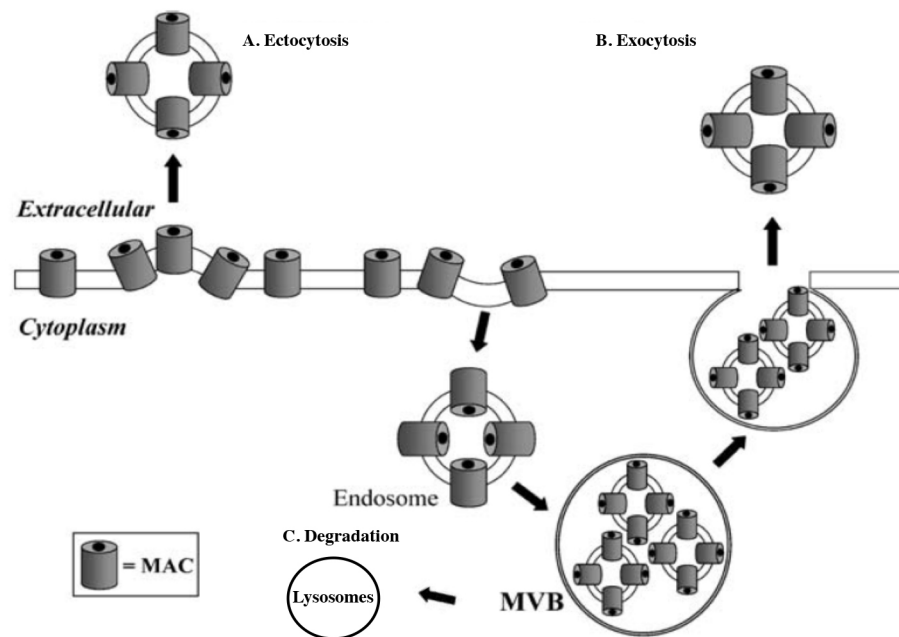 A. Ectocytosis
B. Exocytosis
Extracellular
Cytoplasm
Endosome
C. Degradation
= MAC
Lysosomes
MVB